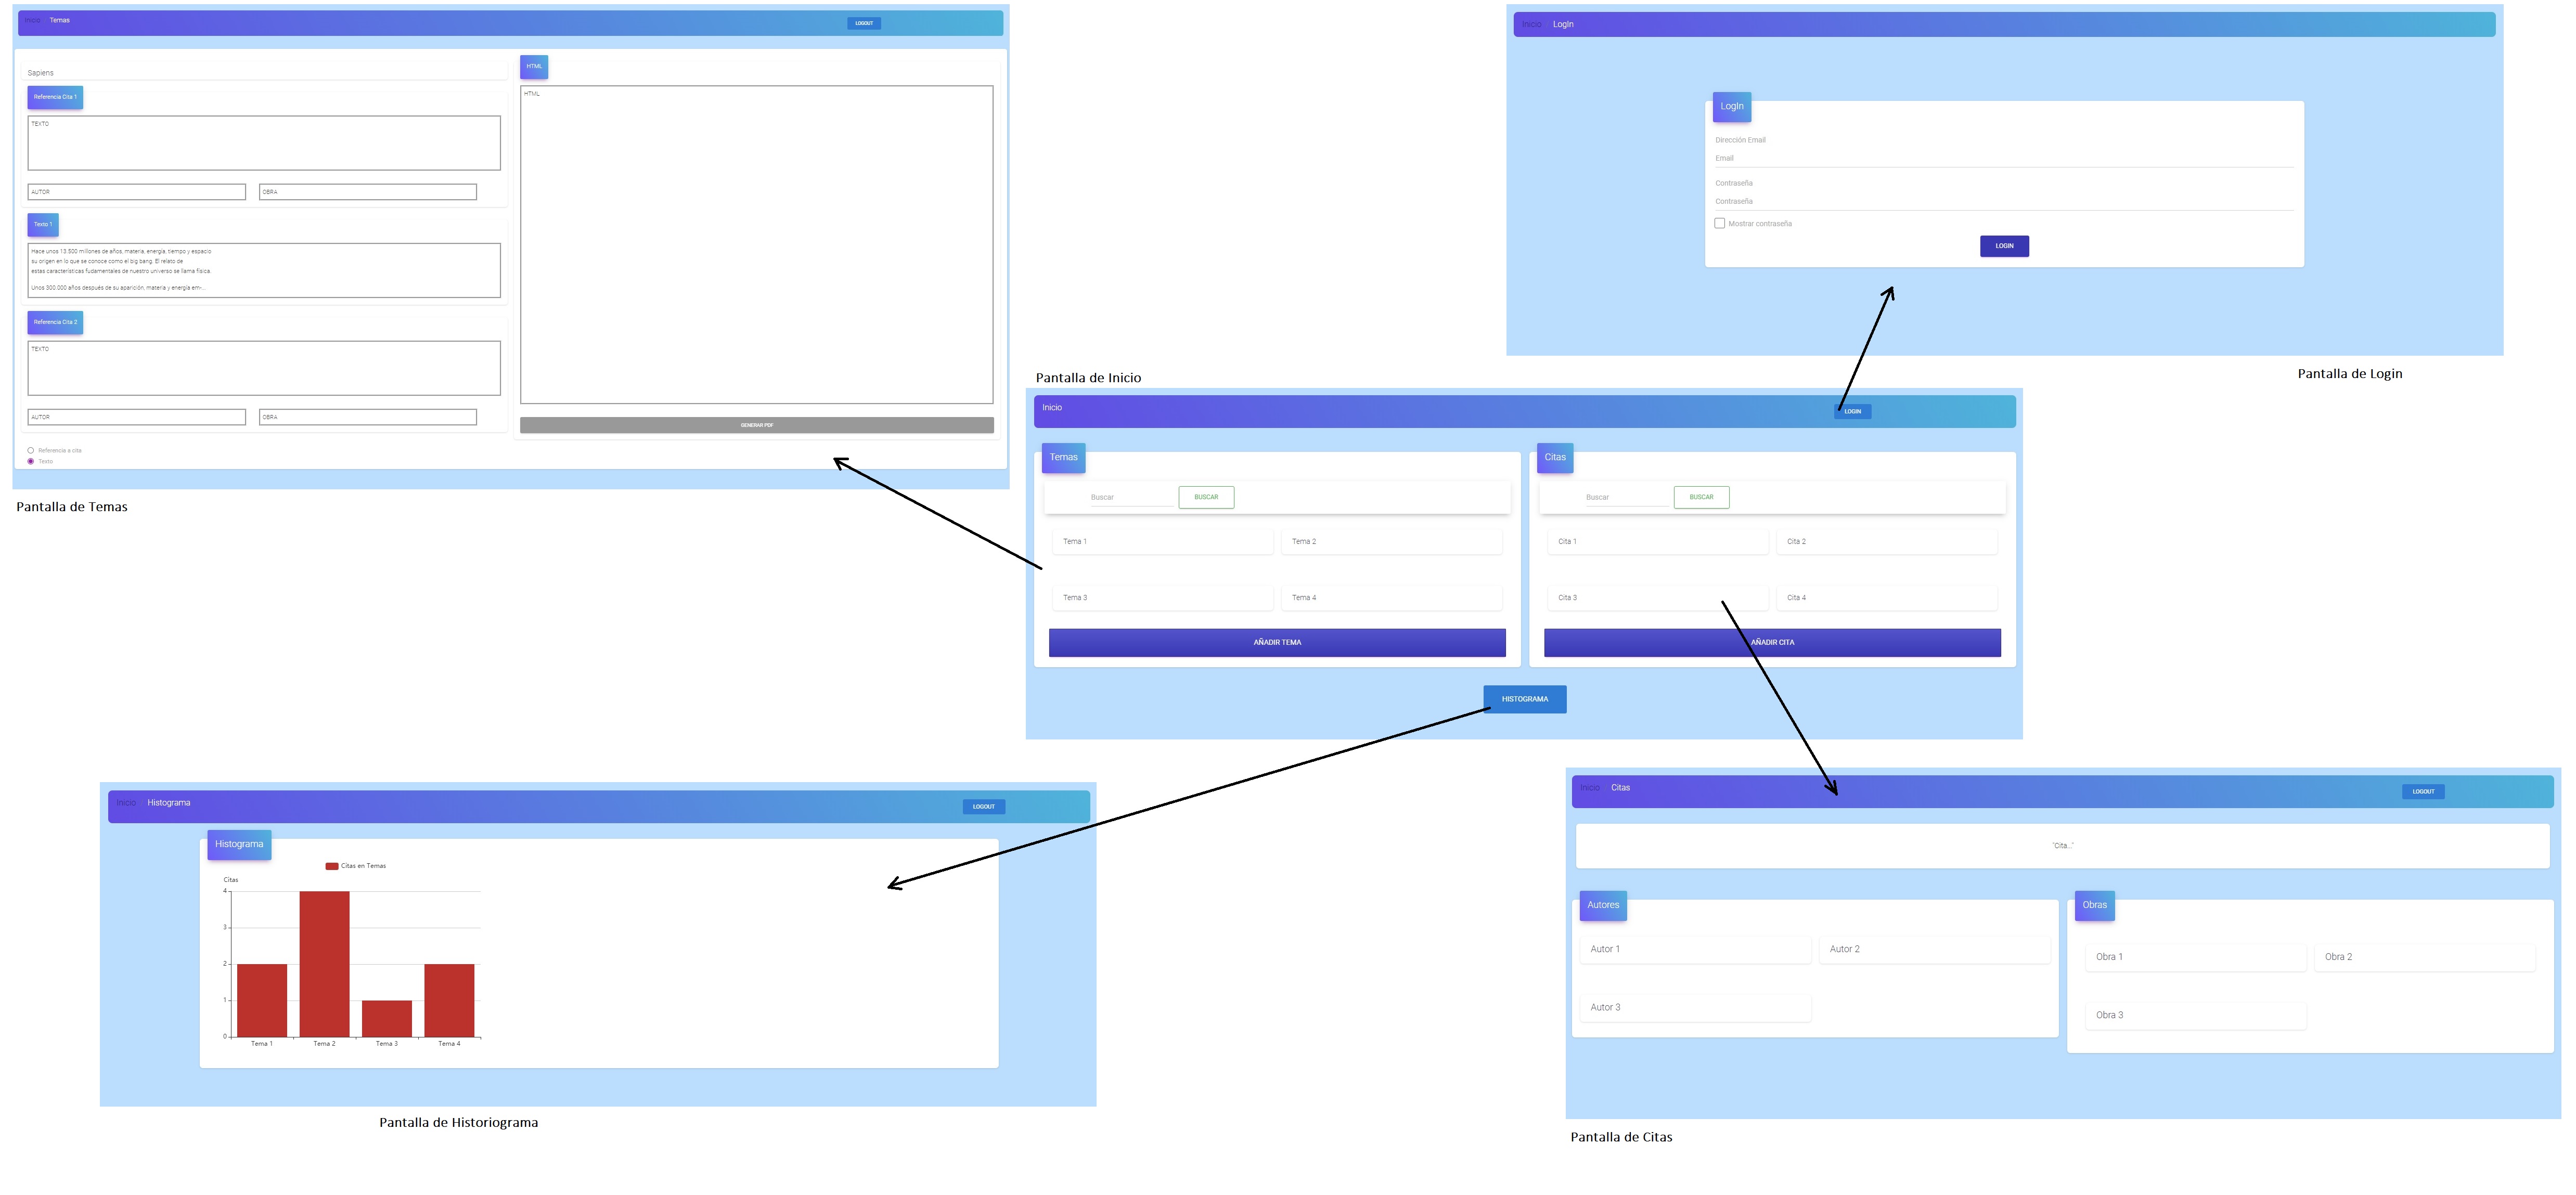 Inicio Temas LOGOUT
Sapiens
Referencia Cita 1
TEXTO
AUTOR OBRA
Texto 1
Hace unos 13.500 millones de años, materia, energía, tiempo y espacio
su origen en lo que se conoce como el big bang. El relato de
estas características fudamentales de nuestro universo se llama física.
Unos 300.000 años después de su aparición, materia y energía em-...
Referencia Cita 2
TEXTO
AUTOR OBRA
Referencia a cita
Texto
HTML
HTML
GENERAR PDF
Pantalla de Temas
Inicio LogIn
LogIn
Dirección Email
Email
Contraseña
Contraseña
Mostrar contraseña
LOGIN
Pantalla de Login
Pantalla de Inicio
Inicio LOGIN
Temas
Buscar BUSCAR
Tema 1 Tema 2
Tema 3 Tema 4
AÑADIR TEMA
Citas
Buscar BUSCAR
Cita 1 Cita 2
Cita 3 Cita 4
AÑADIR CITA
HISTOGRAMA
Inicio Histograma LOGOUT
Histograma
Citas en Temas
Citas
4
3
2
1
0
Tema 1 Tema 2 Tema 3 Tema 4
Pantalla de Historiograma
Inicio Citas LOGOUT
"Cita..."
Autores
Autor 1 Autor 2
Autor 3
Obras
Obra 1 Obra 2
Obra 3
Pantalla de Citas